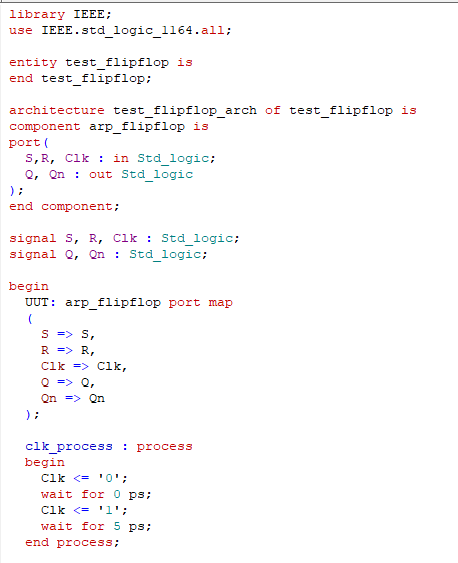 library IEEE;
use IEEE.std_logic_1164.all;
entity test_flipflop is
end test_flipflop;
architecture test_flipflop_arch of test_flipflop is
component arp_flipflop is
port(
S,R, Clk : in Std_logic;
Q, Qn : out Std_logic
);
end component;
signal S, R, Clk : Std_logic;
signal Q, Qn : Std_logic;
begin
UUT: arp_flipflop port map
(
S => S,
R => R,
Clk => Clk,
Q => Q,
Qn => Qn
);
clk_process : process
begin
Clk <= '0';
wait for 0 ps;
Clk <= '1';
wait for 5 ps;
end process;